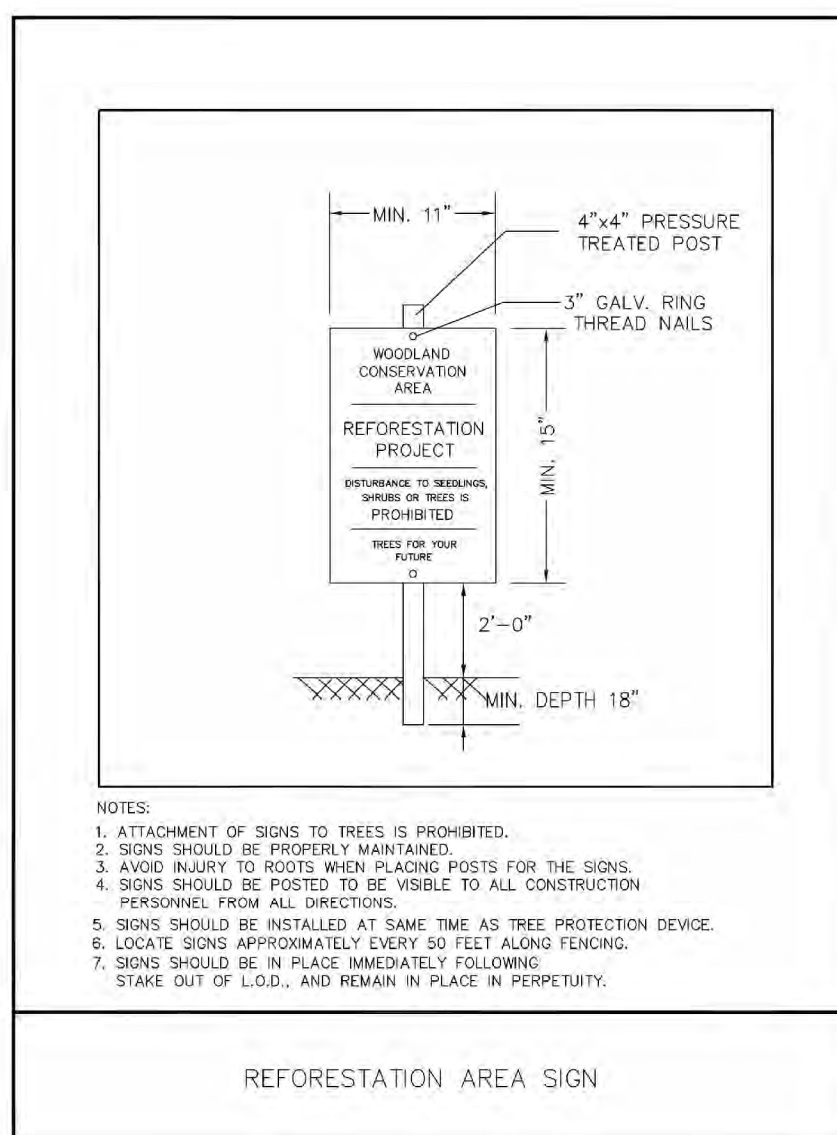 MIN. 11"
4"x4" PRESSURE
TREATED POST
3" GALV. RING
THREAD NAILS
WOODLAND
CONSERVATION
AREA
REFORESTATION
PROJECT
DISTURBANCE TO SEEDLINGS,
SHRUBS OR TREES IS
PROHIBITED
TREES FOR YOUR
FUTURE
MIN. 15"
2'-0"
MIN. DEPTH 18"
NOTES:
1. ATTACHMENT OF SIGNS TO TREES IS PROHIBITED.
2. SIGNS SHOULD BE PROPERLY MAINTAINED.
3. AVOID INJURY TO ROOTS WHEN PLACING POSTS FOR THE SIGNS.
4. SIGNS SHOULD BE POSTED TO BE VISIBLE TO ALL CONSTRUCTION
PERSONNEL FROM ALL DIRECTIONS.
5. SIGNS SHOULD BE INSTALLED AT SAME TIME AS TREE PROTECTION DEVICE.
6. LOCATE SIGNS APPROXIMATELY EVERY 50 FEET ALONG FENCING.
7. SIGNS SHOULD BE IN PLACE IMMEDIATELY FOLLOWING
STAKE OUT OF L.O.D., AND REMAIN IN PLACE IN PERPETUITY.
REFORESTATION AREA SIGN